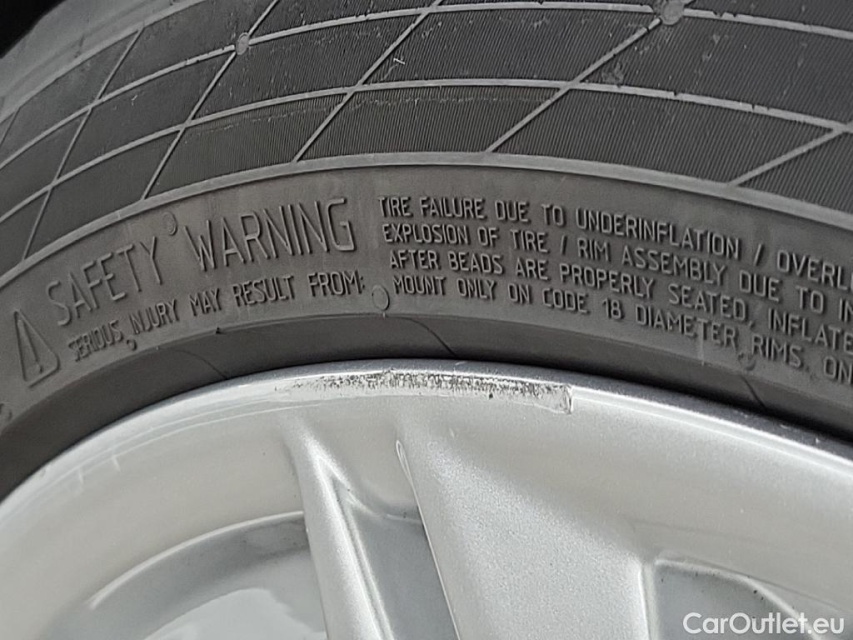 SAFETY WARNING
SERIOUS INJURY MAY RESULT FROM:
TIRE FAILURE DUE TO UNDERINFLATION / OVERL
EXPLOSION OF TIRE / RIM ASSEMBLY DUE TO IN
AFTER BEADS ARE PROPERLY SEATED, INFLATE
MOUNT ONLY ON CODE 18 DIAMETER RIMS. ON
CarOutlet.eu